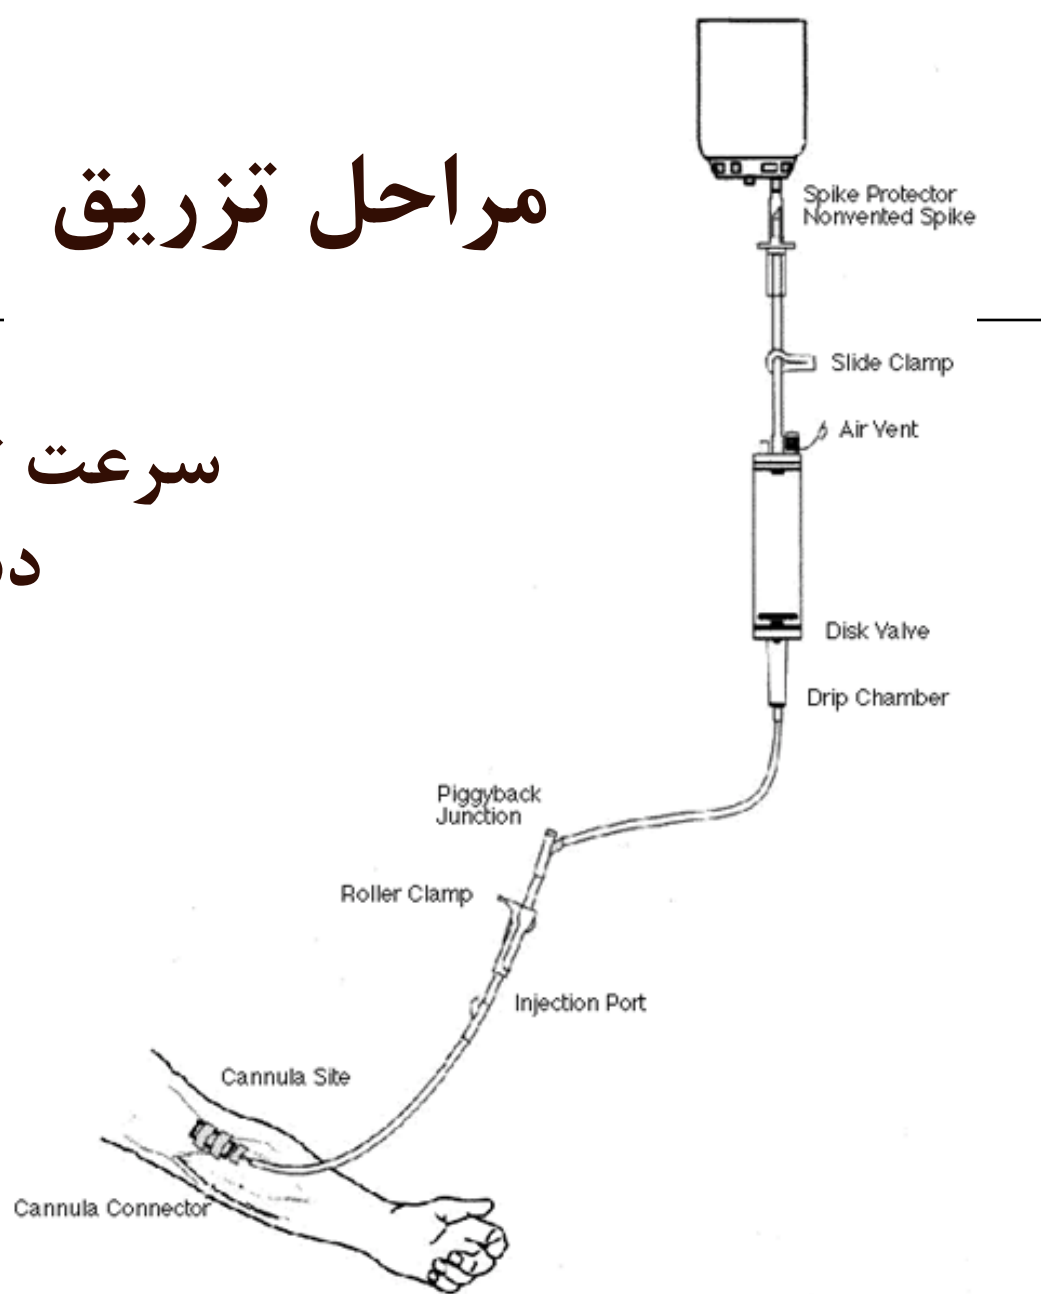 مراحل تزریق
سرعت
Spike Protector
Nonvented Spike
Slide Clamp
Air Vent
Disk Valve
Drip Chamber
Piggyback
Junction
Roller Clamp
Injection Port
Cannula Site
Cannula Connector